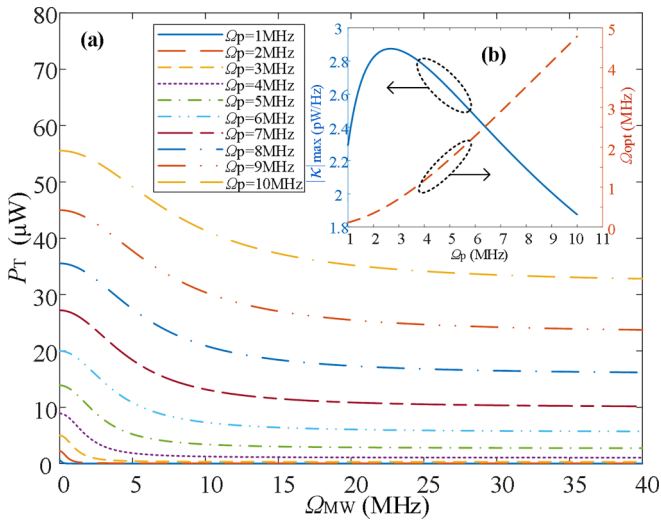 (a)
Ωp=1MHz
Ωp=2MHz
Ωp=3MHz
Ωp=4MHz
Ωp=5MHz
Ωp=6MHz
Ωp=7MHz
Ωp=8MHz
Ωp=9MHz
Ωp=10MHz
(b)
3
2.8
2.6
2.4
2.2
2
1.8
|K|max (pW/Hz)
1 2 3 4 5 6 7 8 9 10 11
Ωp (MHz)
5
4
3
2
1
0
Ωopt (MHz)
80
70
60
50
40
30
20
10
0
PT (μW)
0 5 10 15 20 25 30 35 40
ΩMW (MHz)